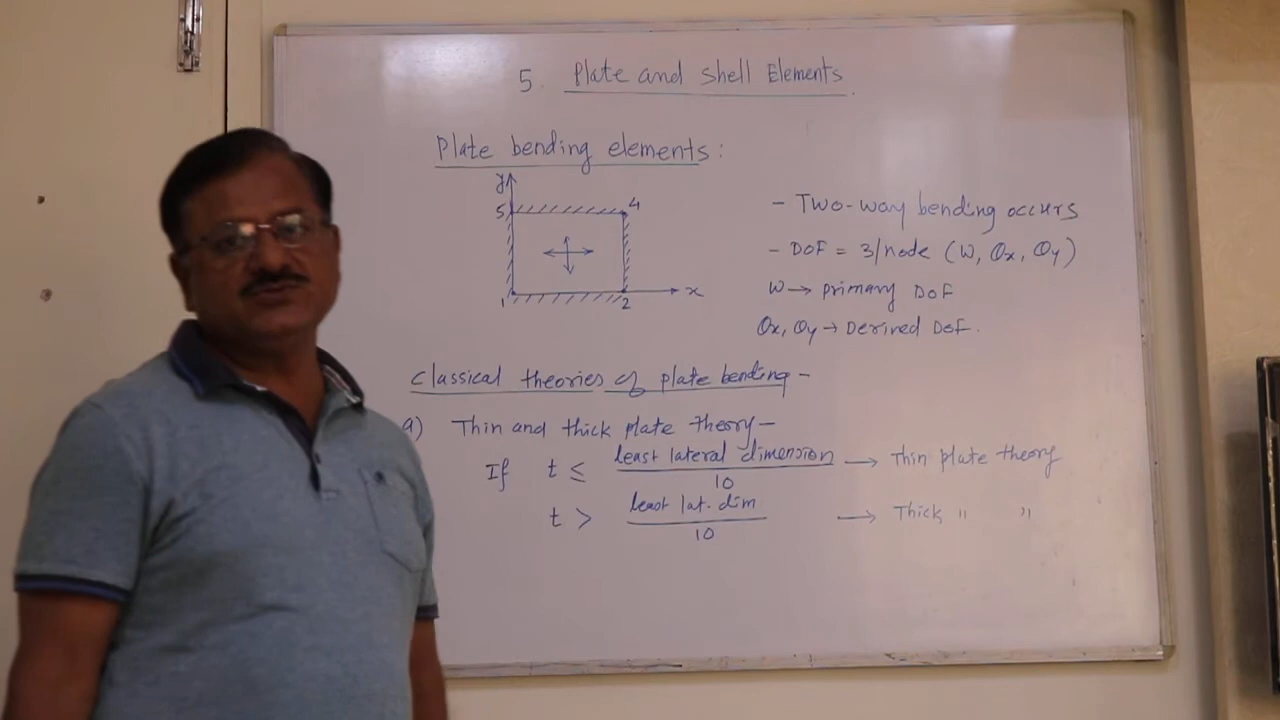 5. Plate and Shell Elements.
Plate bending elements:
y
5
4
1
2
x
- Two-way bending occurs
- DOF = 3/node (w, θx, θy)
w → primary DOF
θx, θy → Derived DOF.
Classical theories of plate bending -
a) Thin and thick plate theory -
If t ≤ least lateral dimension / 10 → Thin plate theory
t > least lat. dim / 10 → Thick " "